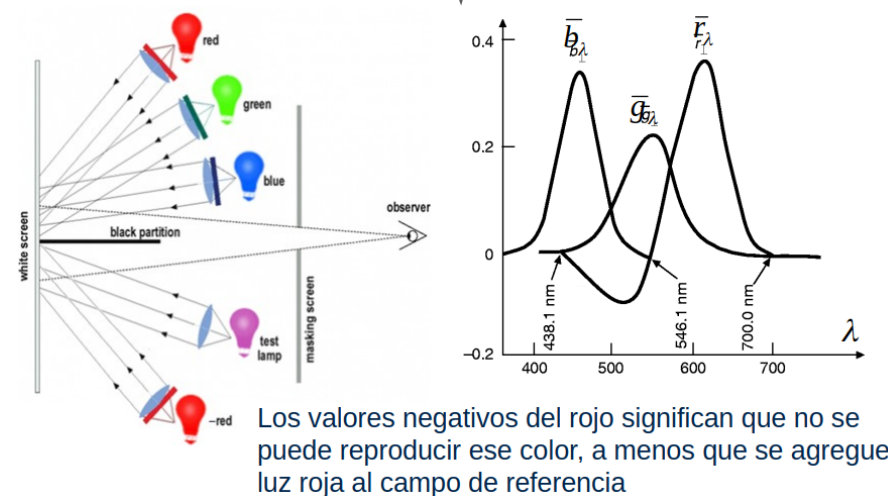 red
green
blue
observer
black partition
white screen
masking screen
test
lamp
–red
0.4
0.2
0
–0.2
400
500
600
700
438.1 nm
546.1 nm
700.0 nm
λ
Los valores negativos del rojo significan que no se
puede reproducir ese color, a menos que se agregue
luz roja al campo de referencia